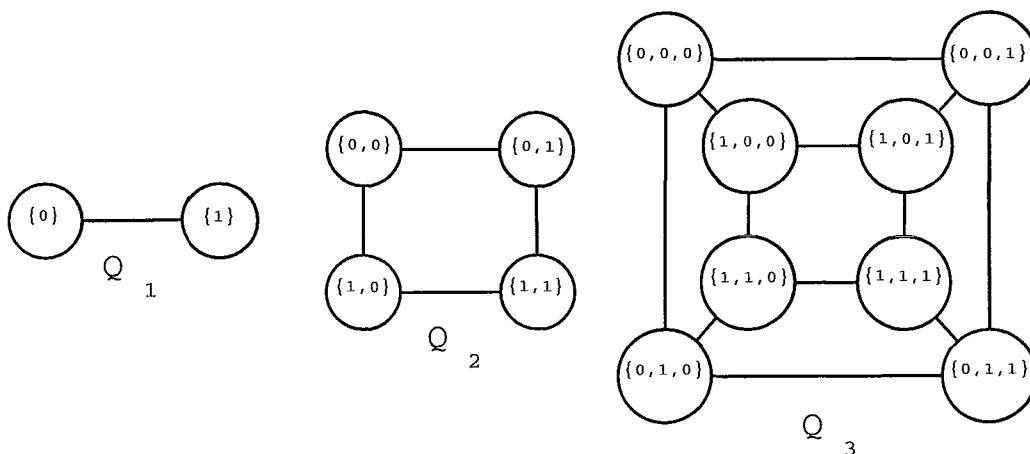 {0} {1}
Q 1
{0,0} {0,1}
{1,0} {1,1}
Q 2
{0,0,0} {0,0,1}
{1,0,0} {1,0,1}
{1,1,0} {1,1,1}
{0,1,0} {0,1,1}
Q 3